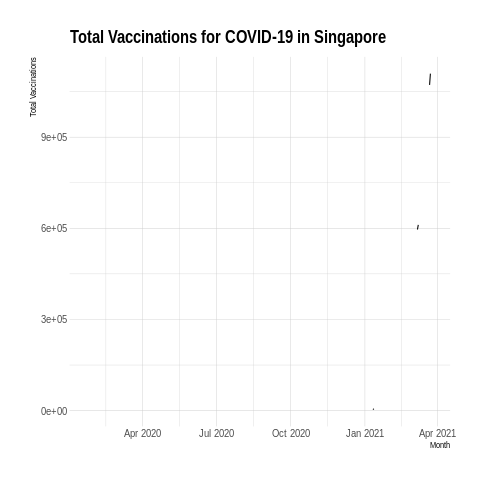 Total Vaccinations for COVID-19 in Singapore
Total Vaccinations
9e+05
6e+05
3e+05
0e+00
Apr 2020 Jul 2020 Oct 2020 Jan 2021 Apr 2021
Month